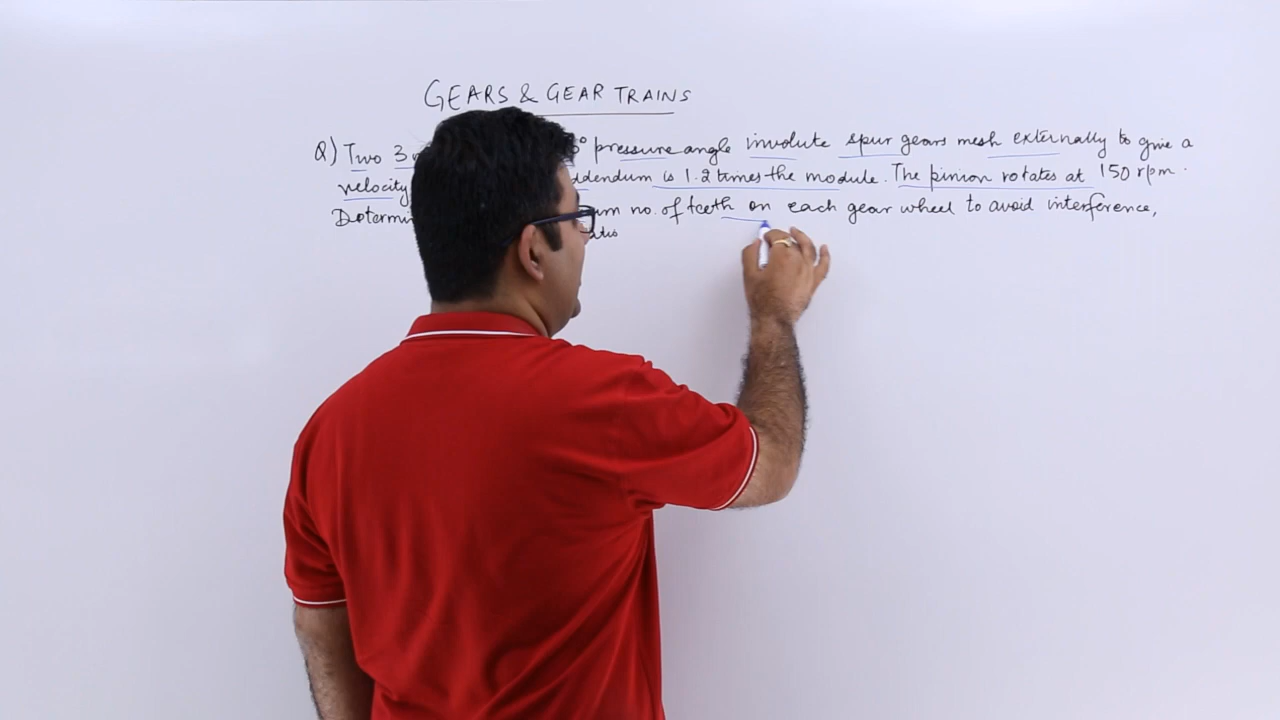 GEARS & GEAR TRAINS
Q) Two 3 ° pressure angle involute spur gears mesh externally to give a
velocity ddendum is 1.2 times the module. The pinion rotates at 150 rpm.
Determi um no. of teeth on each gear wheel to avoid interference,